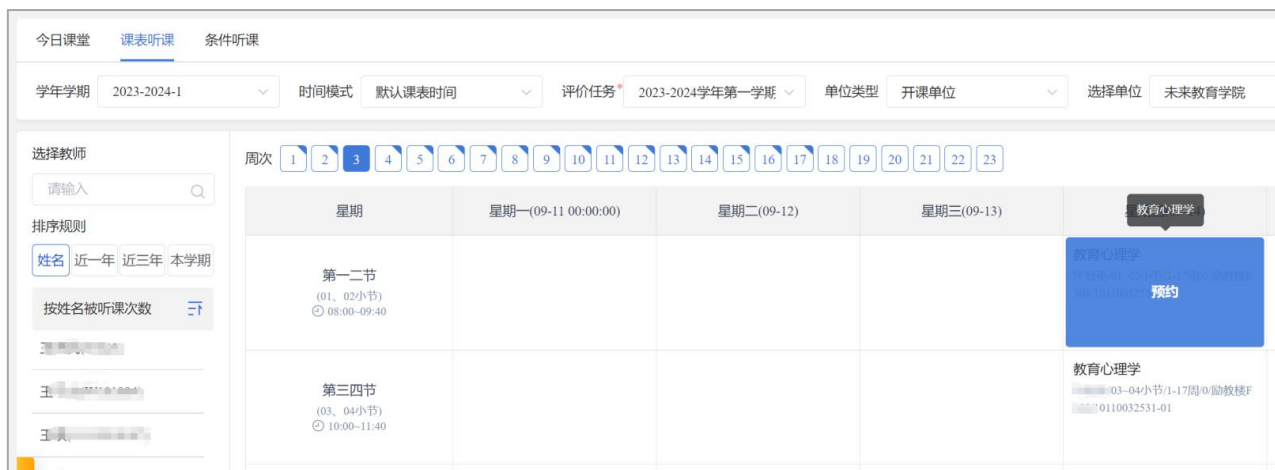 今日课堂 课表听课 条件听课
学年学期 2023-2024-1 时间模式 默认课表时间 评价任务* 2023-2024学年第一学期 单位类型 开课单位 选择单位 未来教育学院
选择教师
请输入
排序规则
姓名 近一年 近三年 本学期
按姓名被听课次数
周次 1 2 3 4 5 6 7 8 9 10 11 12 13 14 15 16 17 18 19 20 21 22 23
教育心理学
星期 星期一(09-11 00:00:00) 星期二(09-12) 星期三(09-13)
第一二节
(01、02小节)
08:00~09:40
教育心理学
预约
第三四节
(03、04小节)
10:00~11:40
教育心理学
/03~04小节/1-17周/0/励教楼F
0110032531-01